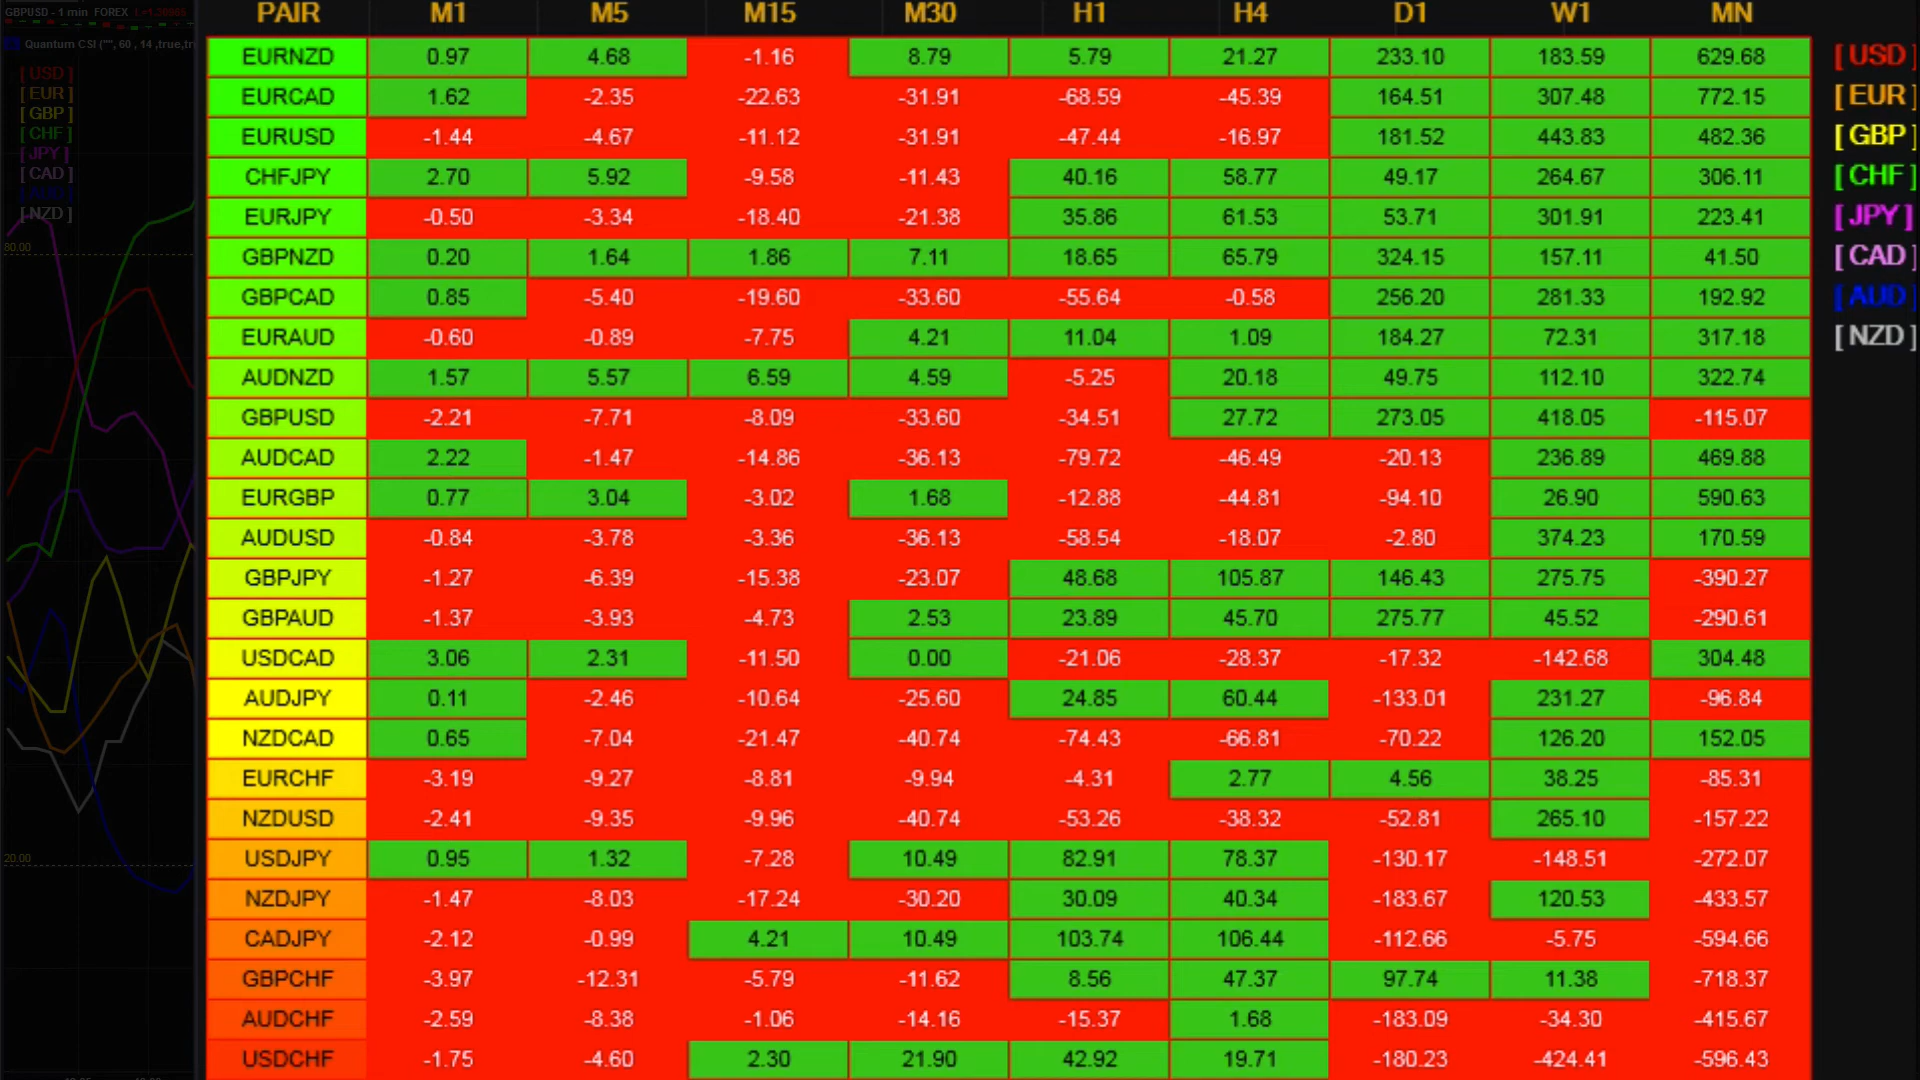 GBPUSD - 1 min FOREX
Quantum CSI ("", 60 , 14 ,true,tr
[ USD ]
[ EUR ]
[ GBP ]
[ CHF ]
[ JPY ]
[ CAD ]
[ AUD ]
[ NZD ]
80.00
20.00
PAIR M1 M5 M15 M30 H1 H4 D1 W1 MN
EURNZD 0.97 4.68 -1.16 8.79 5.79 21.27 233.10 183.59 629.68
EURCAD 1.62 -2.35 -22.63 -31.91 -68.59 -45.39 164.51 307.48 772.15
EURUSD -1.44 -4.67 -11.12 -31.91 -47.44 -16.97 181.52 443.83 482.36
CHFJPY 2.70 5.92 -9.58 -11.43 40.16 58.77 49.17 264.67 306.11
EURJPY -0.50 -3.34 -18.40 -21.38 35.86 61.53 53.71 301.91 223.41
GBPNZD 0.20 1.64 1.86 7.11 18.65 65.79 324.15 157.11 41.50
GBPCAD 0.85 -5.40 -19.60 -33.60 -55.64 -0.58 256.20 281.33 192.92
EURAUD -0.60 -0.89 -7.75 4.21 11.04 1.09 184.27 72.31 317.18
AUDNZD 1.57 5.57 6.59 4.59 -5.25 20.18 49.75 112.10 322.74
GBPUSD -2.21 -7.71 -8.09 -33.60 -34.51 27.72 273.05 418.05 -115.07
AUDCAD 2.22 -1.47 -14.86 -36.13 -79.72 -46.49 -20.13 236.89 469.88
EURGBP 0.77 3.04 -3.02 1.68 -12.88 -44.81 -94.10 26.90 590.63
AUDUSD -0.84 -3.78 -3.36 -36.13 -58.54 -18.07 -2.80 374.23 170.59
GBPJPY -1.27 -6.39 -15.38 -23.07 48.68 105.87 146.43 275.75 -390.27
GBPAUD -1.37 -3.93 -4.73 2.53 23.89 45.70 275.77 45.52 -290.61
USDCAD 3.06 2.31 -11.50 0.00 -21.06 -28.37 -17.32 -142.68 304.48
AUDJPY 0.11 -2.46 -10.64 -25.60 24.85 60.44 -133.01 231.27 -96.84
NZDCAD 0.65 -7.04 -21.47 -40.74 -74.43 -66.81 -70.22 126.20 152.05
EURCHF -3.19 -9.27 -8.81 -9.94 -4.31 2.77 4.56 38.25 -85.31
NZDUSD -2.41 -9.35 -9.96 -40.74 -53.26 -38.32 -52.81 265.10 -157.22
USDJPY 0.95 1.32 -7.28 10.49 82.91 78.37 -130.17 -148.51 -272.07
NZDJPY -1.47 -8.03 -17.24 -30.20 30.09 40.34 -183.67 120.53 -433.57
CADJPY -2.12 -0.99 4.21 10.49 103.74 106.44 -112.66 -5.75 -594.66
GBPCHF -3.97 -12.31 -5.79 -11.62 8.56 47.37 97.74 11.38 -718.37
AUDCHF -2.59 -8.38 -1.06 -14.16 -15.37 1.68 -183.09 -34.30 -415.67
USDCHF -1.75 -4.60 2.30 21.90 42.92 19.71 -180.23 -424.41 -596.43
[ USD ]
[ EUR ]
[ GBP ]
[ CHF ]
[ JPY ]
[ CAD ]
[ AUD ]
[ NZD ]